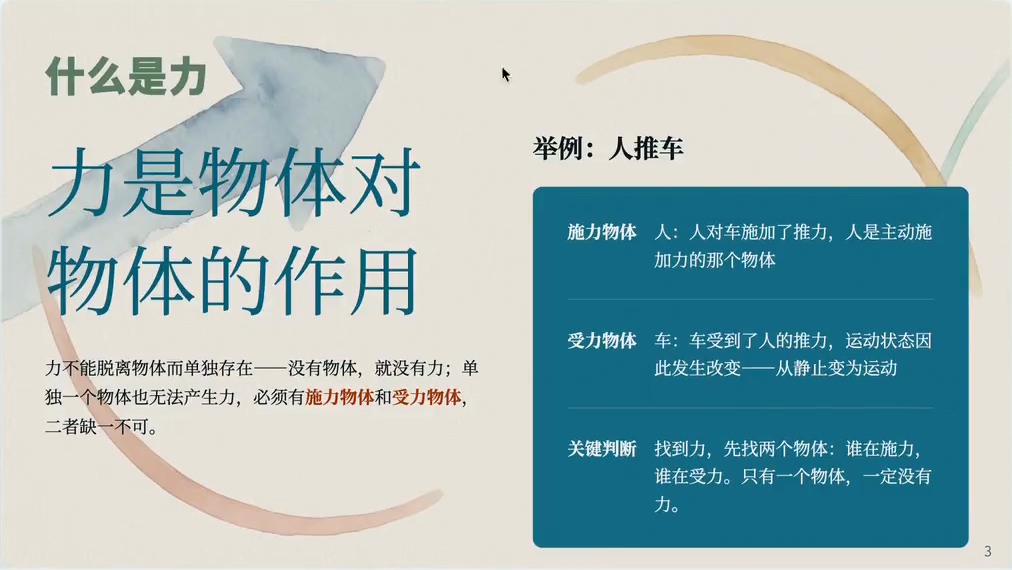 什么是力
力是物体对
物体的作用
力不能脱离物体而单独存在——没有物体，就没有力；单
独一个物体也无法产生力，必须有施力物体和受力物体，
二者缺一不可。
举例：人推车
施力物体 人：人对车施加了推力，人是主动施
加力的那个物体
受力物体 车：车受到了人的推力，运动状态因
此发生改变——从静止变为运动
关键判断 找到力，先找两个物体：谁在施力，
谁在受力。只有一个物体，一定没有
力。
3